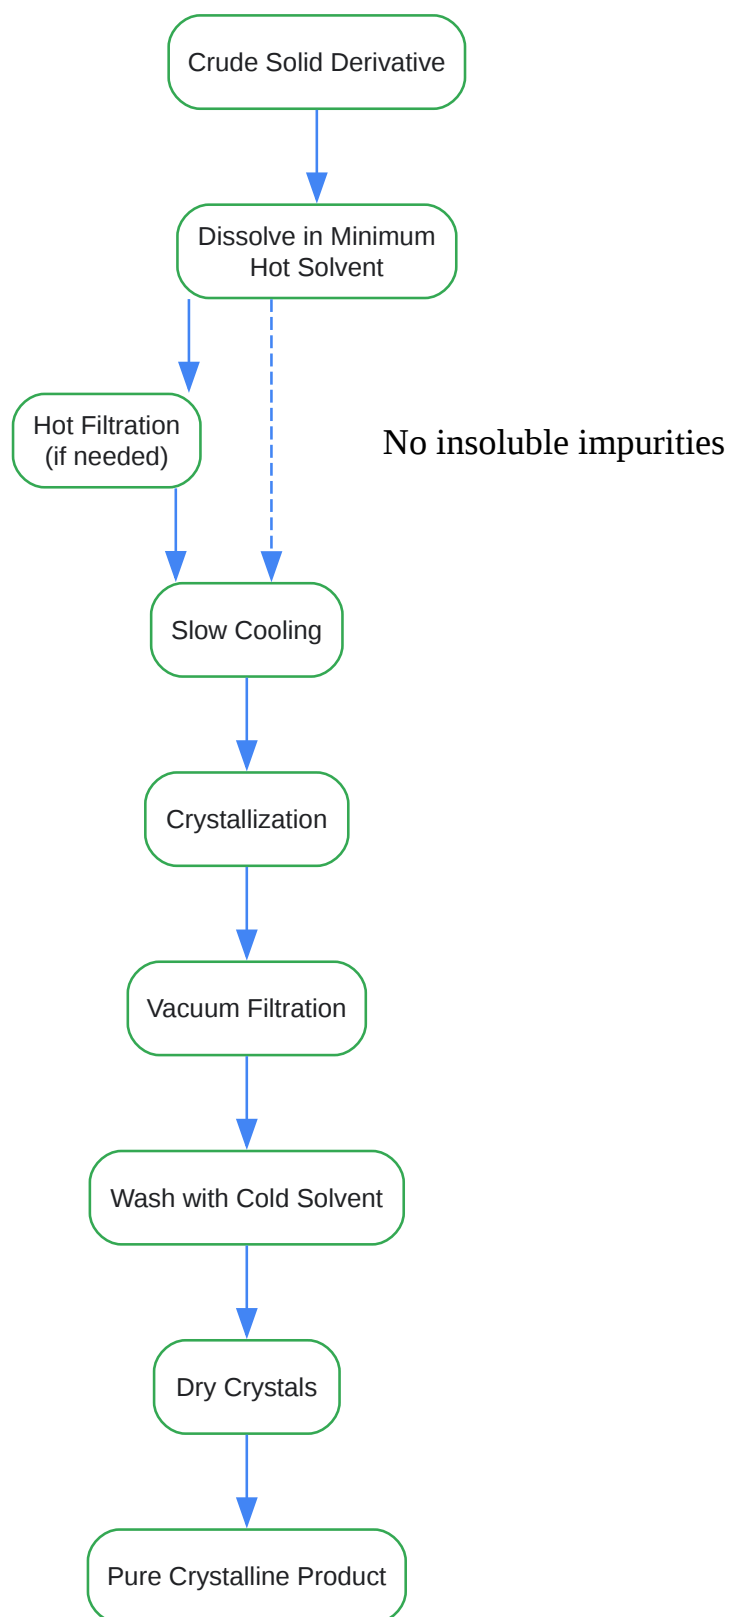 Crude Solid Derivative
Dissolve in Minimum
Hot Solvent
Hot Filtration
(if needed)
No insoluble impurities
Slow Cooling
Crystallization
Vacuum Filtration
Wash with Cold Solvent
Dry Crystals
Pure Crystalline Product